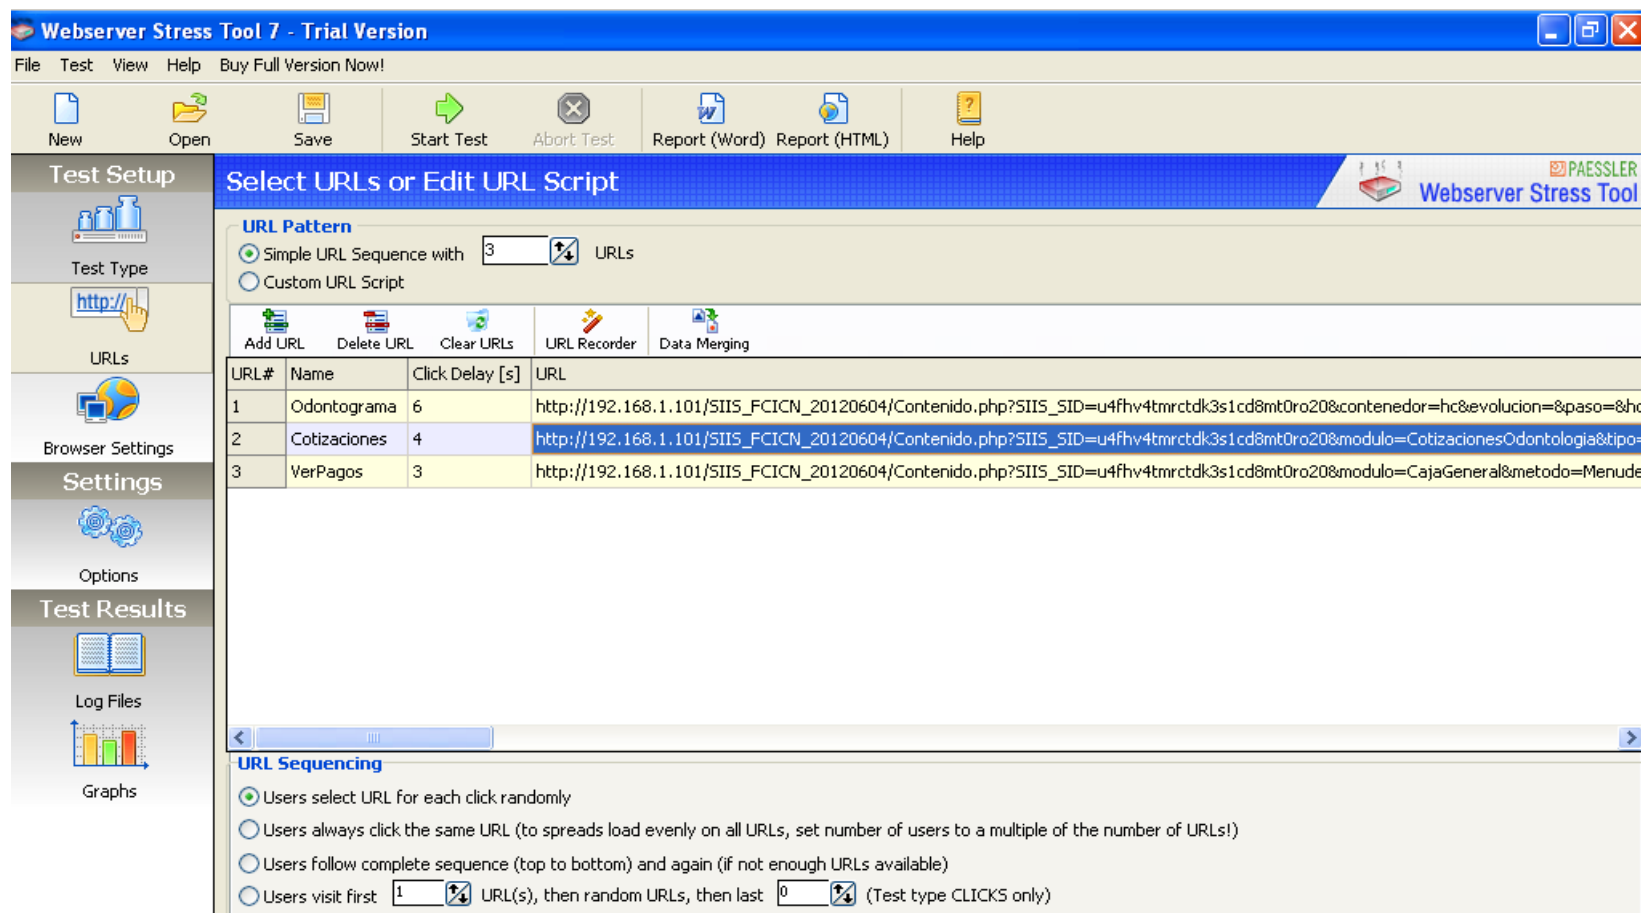 Webserver Stress Tool 7 - Trial Version
File Test View Help Buy Full Version Now!
New Open Save Start Test Abort Test Report (Word) Report (HTML) Help
Test Setup
Select URLs or Edit URL Script
PAESSLER
Webserver Stress Tool
URL Pattern
Simple URL Sequence with 3 URLs
Test Type
Custom URL Script
http://
Add URL Delete URL Clear URLs URL Recorder Data Merging
URLs
URL# Name Click Delay [s] URL
1 Odontograma 6 http://192.168.1.101/SIIS_FCICN_20120604/Contenido.php?SIIS_SID=u4fhv4tmrctdk3s1cd8mt0ro20&contenedor=hc&evolucion=&paso=&hc
2 Cotizaciones 4 http://192.168.1.101/SIIS_FCICN_20120604/Contenido.php?SIIS_SID=u4fhv4tmrctdk3s1cd8mt0ro20&modulo=CotizacionesOdontologia&tipo=
Browser Settings
3 VerPagos 3 http://192.168.1.101/SIIS_FCICN_20120604/Contenido.php?SIIS_SID=u4fhv4tmrctdk3s1cd8mt0ro20&modulo=CajaGeneral&metodo=Menude
Settings
Options
Test Results
Log Files
Graphs
URL Sequencing
Users select URL for each click randomly
Users always click the same URL (to spreads load evenly on all URLs, set number of users to a multiple of the number of URLs!)
Users follow complete sequence (top to bottom) and again (if not enough URLs available)
Users visit first 1 URL(s), then random URLs, then last 0 (Test type CLICKS only)